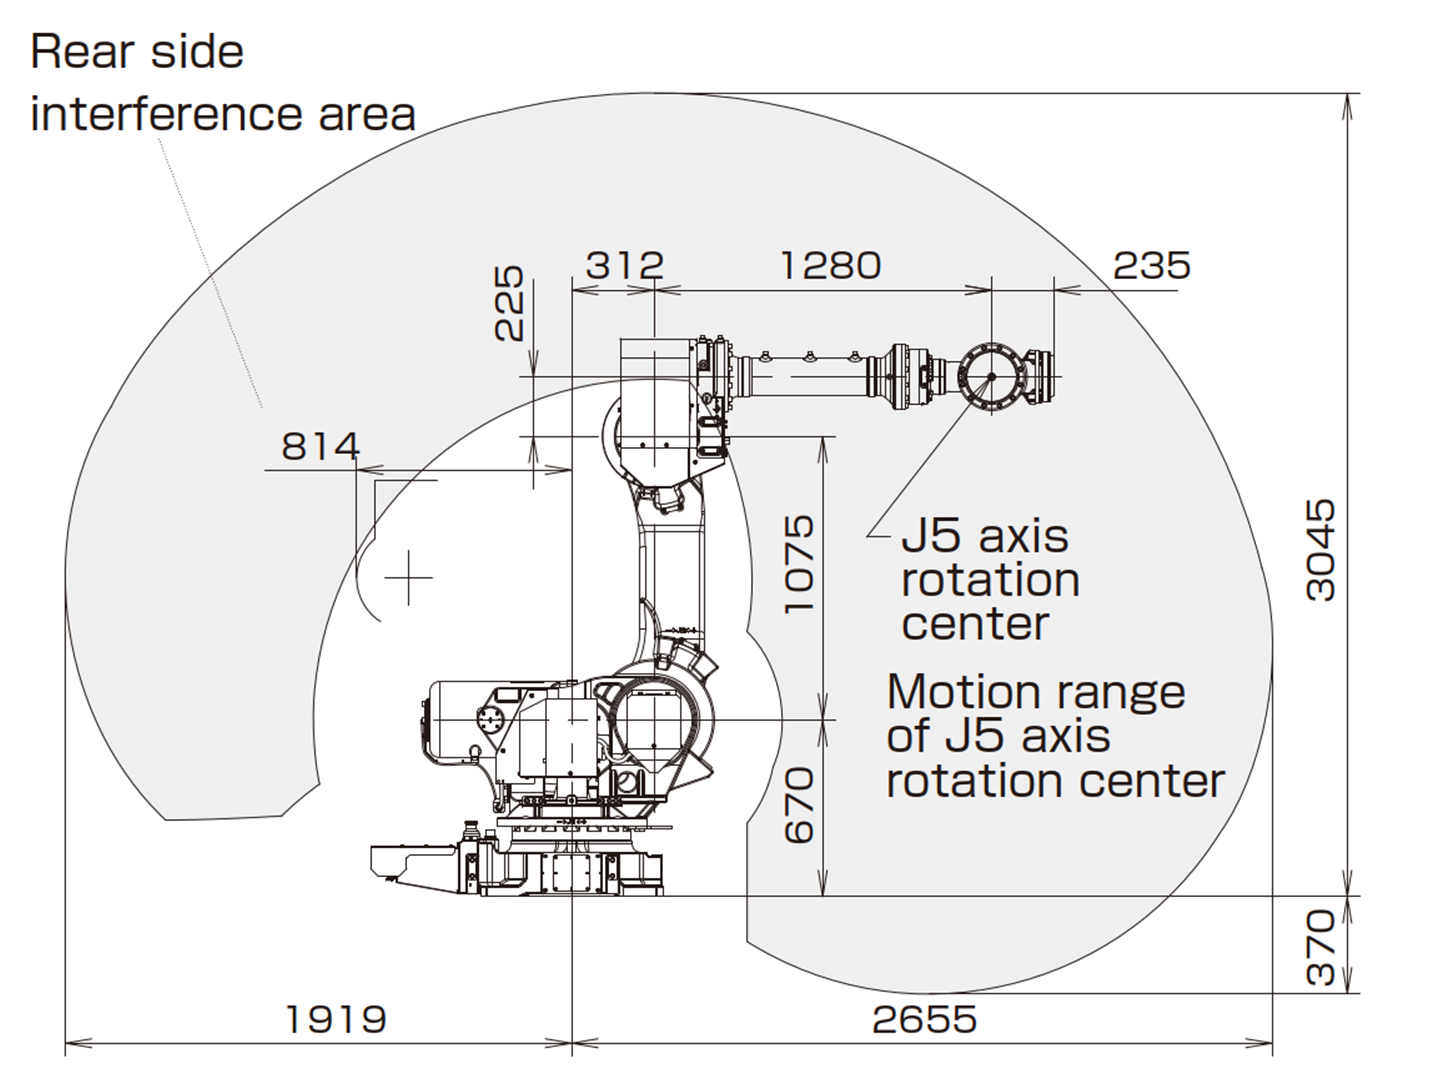 Rear side
interference area
312
1280
235
225
814
1075
3045
J5 axis
rotation
center
Motion range
of J5 axis
rotation center
670
370
1919
2655